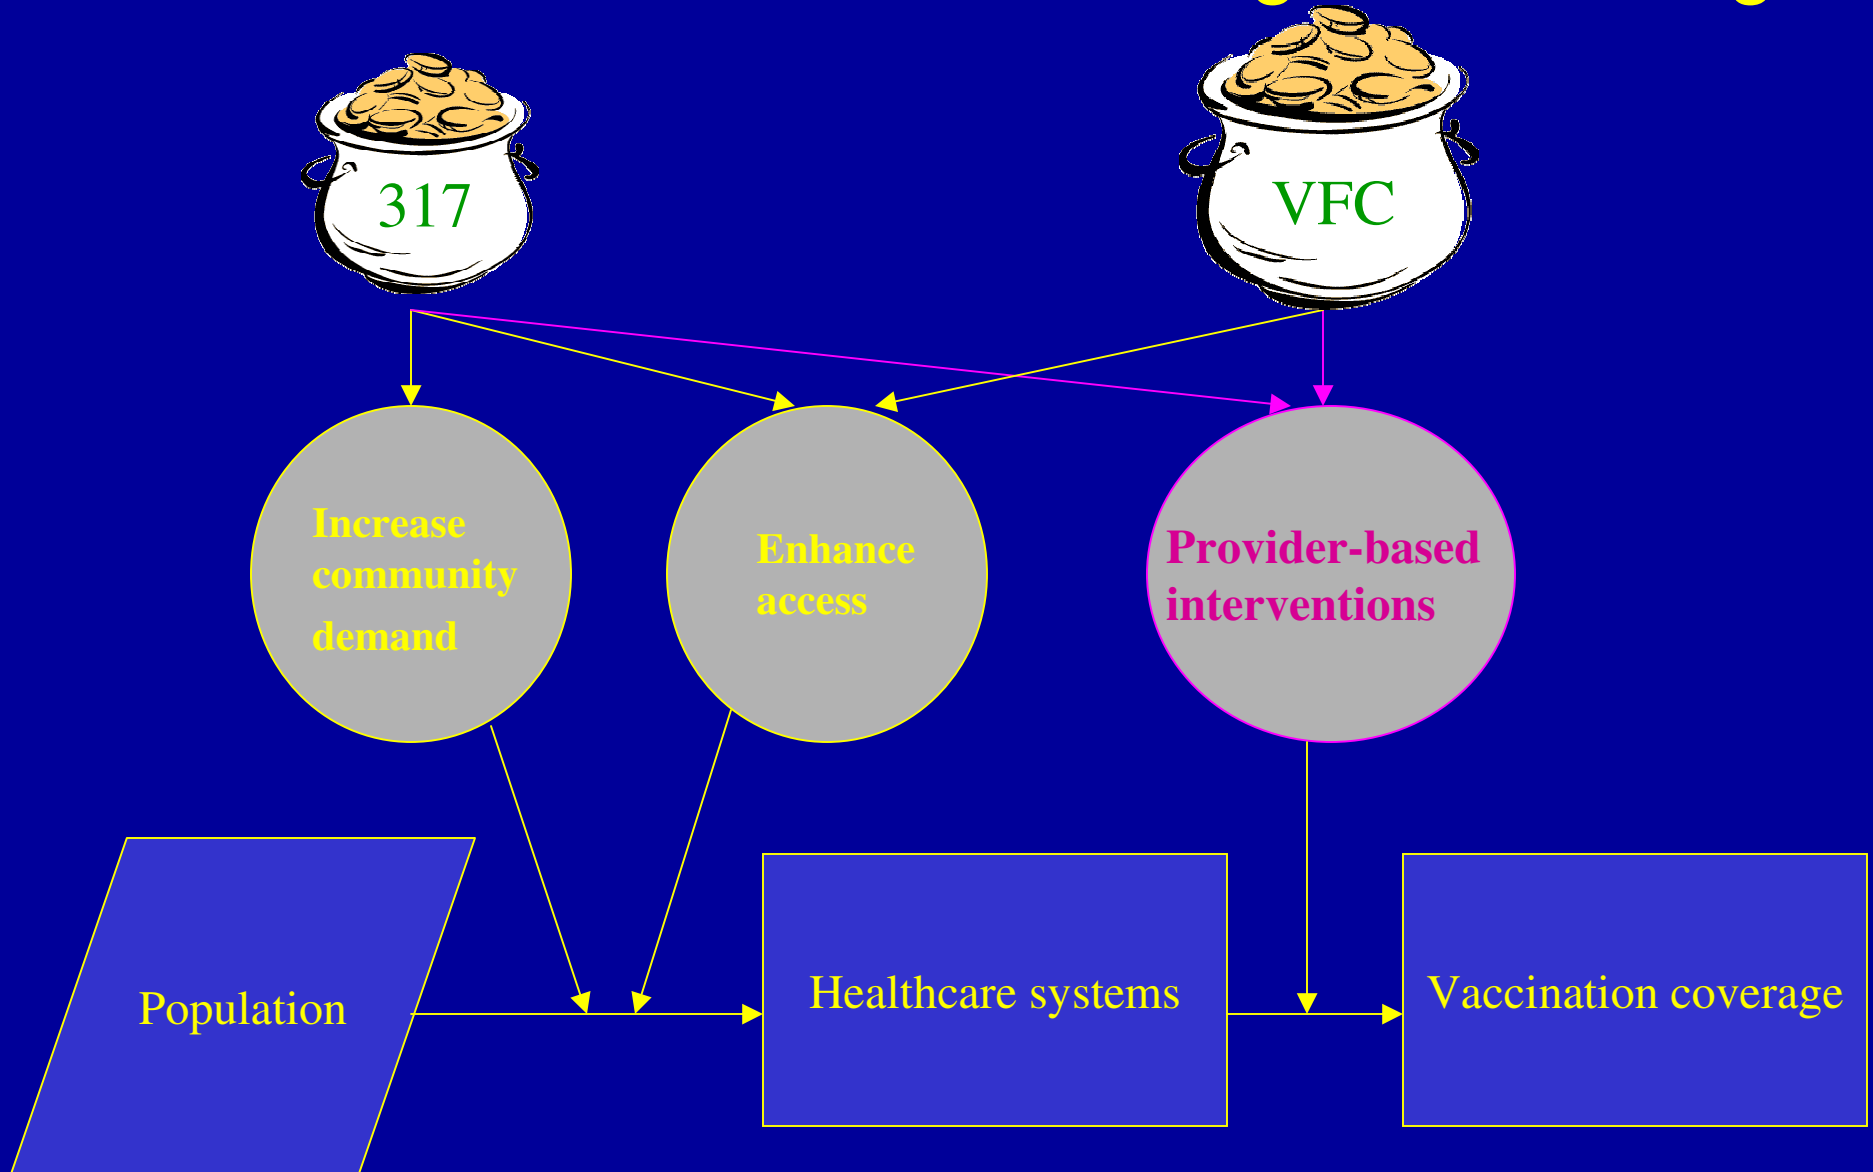 317
VFC
Increase
community
demand
Enhance
access
Provider-based
interventions
Population
Healthcare systems
Vaccination coverage